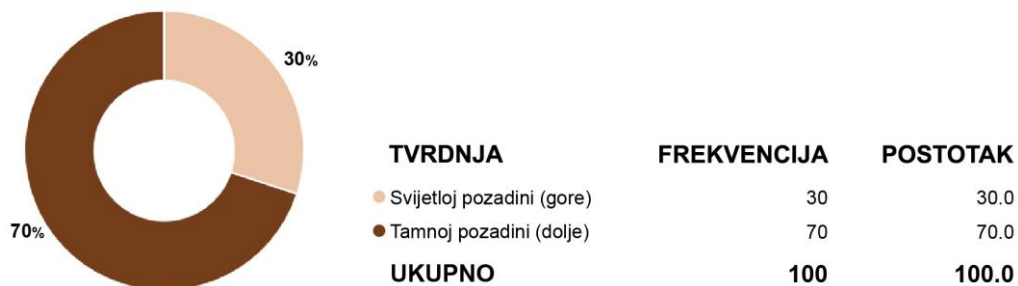 30%
70%
TVRDNJA FREKVENCIJA POSTOTAK
Svijetloj pozadini (gore) 30 30.0
Tamnoj pozadini (dolje) 70 70.0
UKUPNO 100 100.0